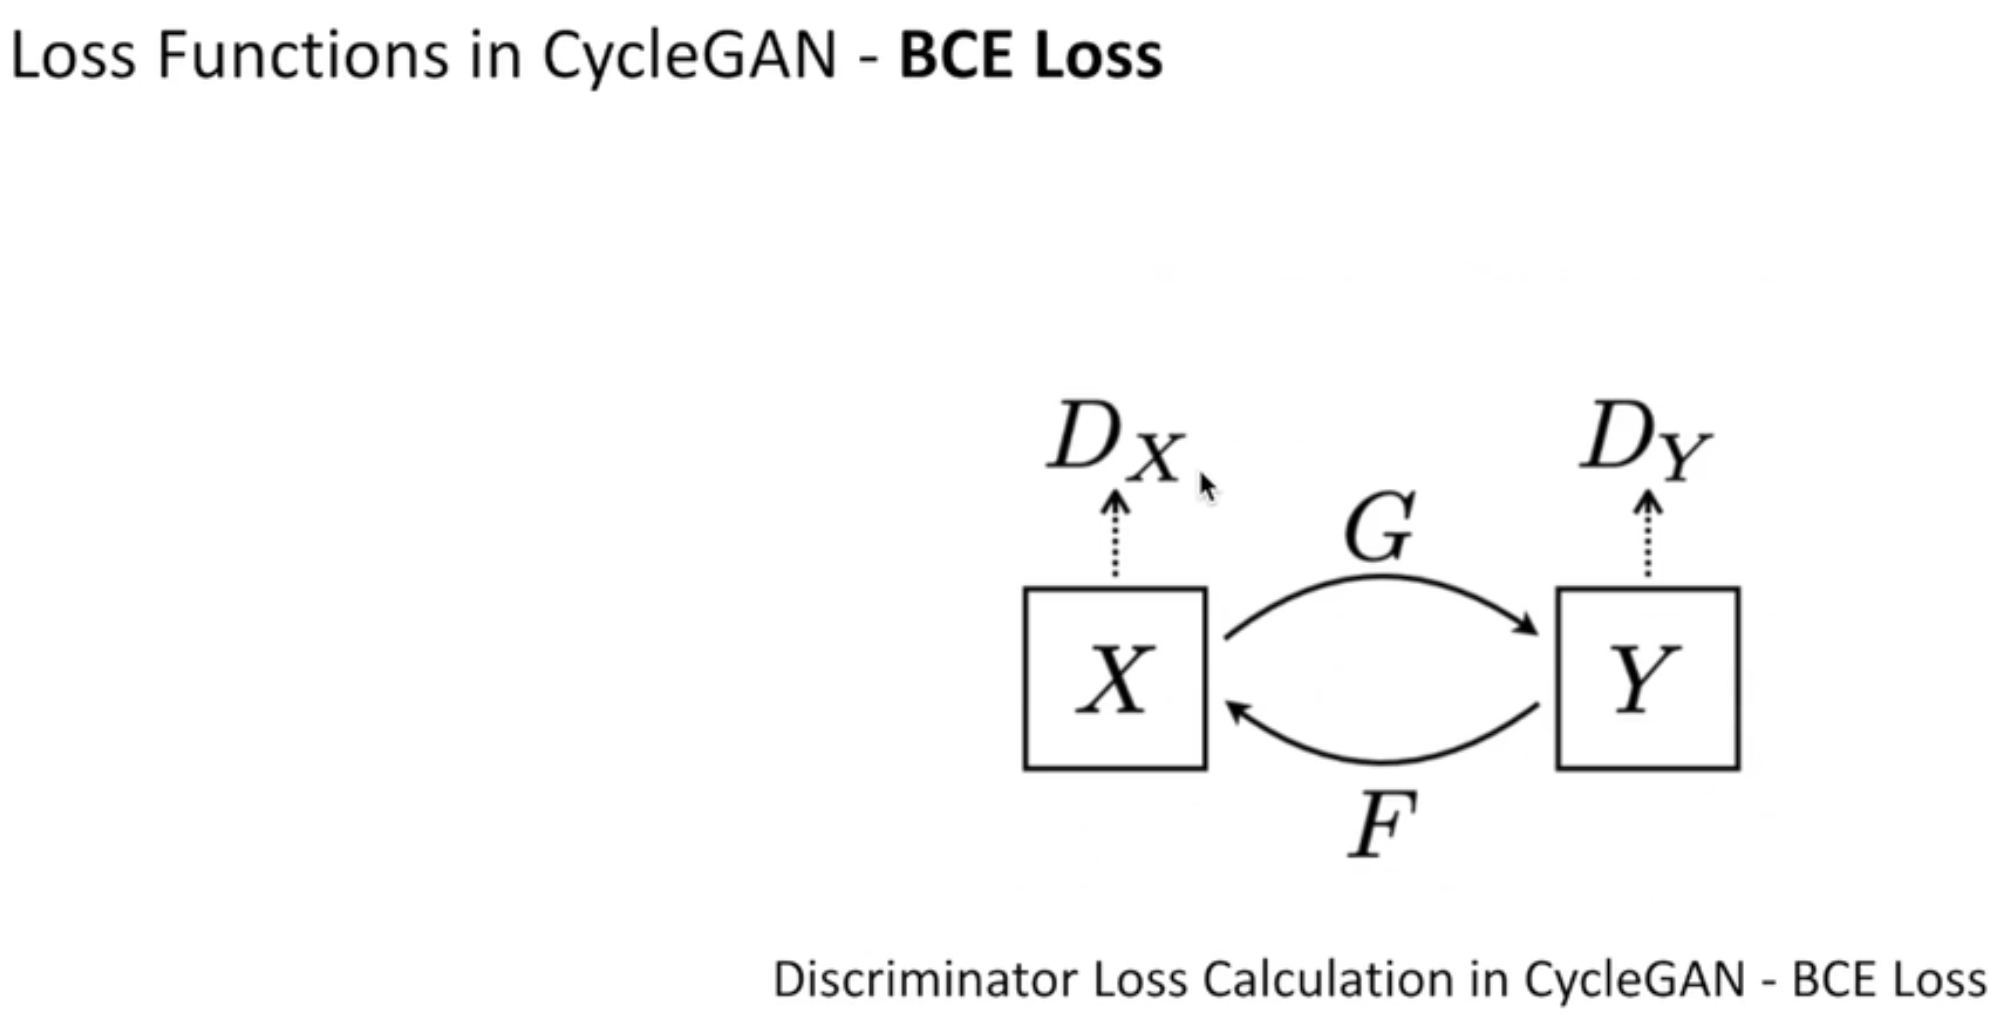 Loss Functions in CycleGAN - BCE Loss
D_X D_Y
G
X Y
F
Discriminator Loss Calculation in CycleGAN - BCE Loss